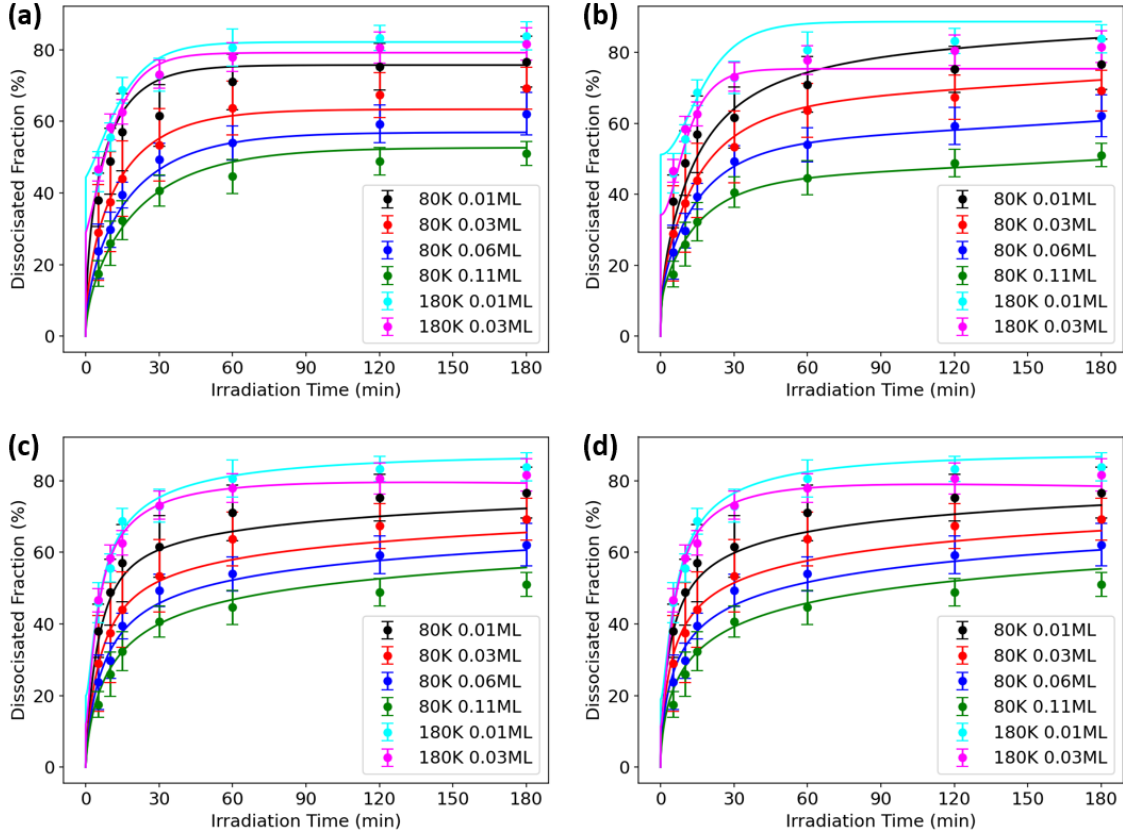 (a)
Dissocisated Fraction (%)
80
60
40
20
0
80K 0.01ML
80K 0.03ML
80K 0.06ML
80K 0.11ML
180K 0.01ML
180K 0.03ML
0 30 60 90 120 150 180
Irradiation Time (min)
(b)
Dissocisated Fraction (%)
80
60
40
20
0
80K 0.01ML
80K 0.03ML
80K 0.06ML
80K 0.11ML
180K 0.01ML
180K 0.03ML
0 30 60 90 120 150 180
Irradiation Time (min)
(c)
Dissocisated Fraction (%)
80
60
40
20
0
80K 0.01ML
80K 0.03ML
80K 0.06ML
80K 0.11ML
180K 0.01ML
180K 0.03ML
0 30 60 90 120 150 180
Irradiation Time (min)
(d)
Dissocisated Fraction (%)
80
60
40
20
0
80K 0.01ML
80K 0.03ML
80K 0.06ML
80K 0.11ML
180K 0.01ML
180K 0.03ML
0 30 60 90 120 150 180
Irradiation Time (min)